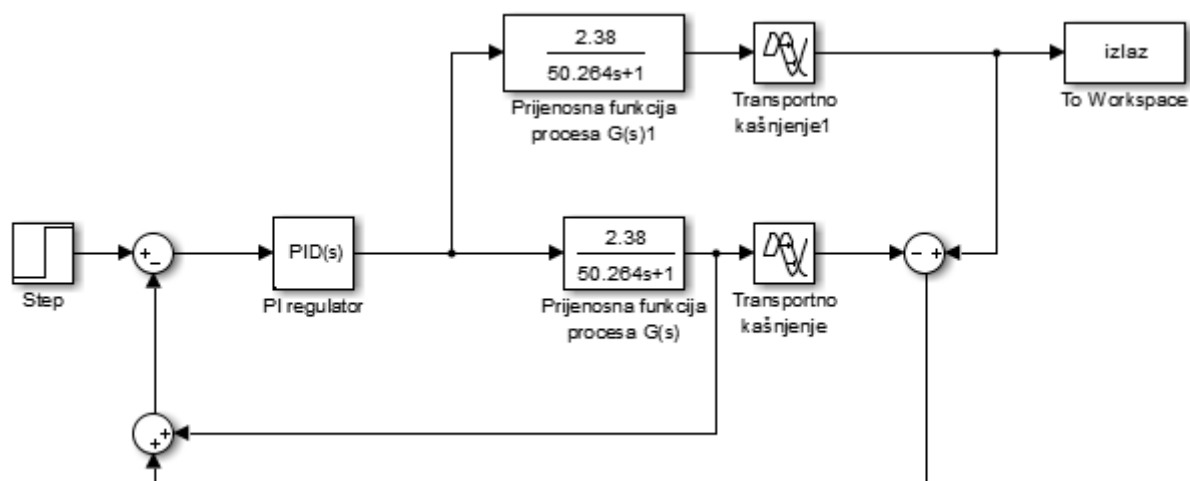 2.38
50.264s+1
Prijenosna funkcija
procesa G(s)1
Transportno
kašnjenje1
izlaz
To Workspace
Step
+
−
PID(s)
PI regulator
2.38
50.264s+1
Prijenosna funkcija
procesa G(s)
Transportno
kašnjenje
− +
+
+